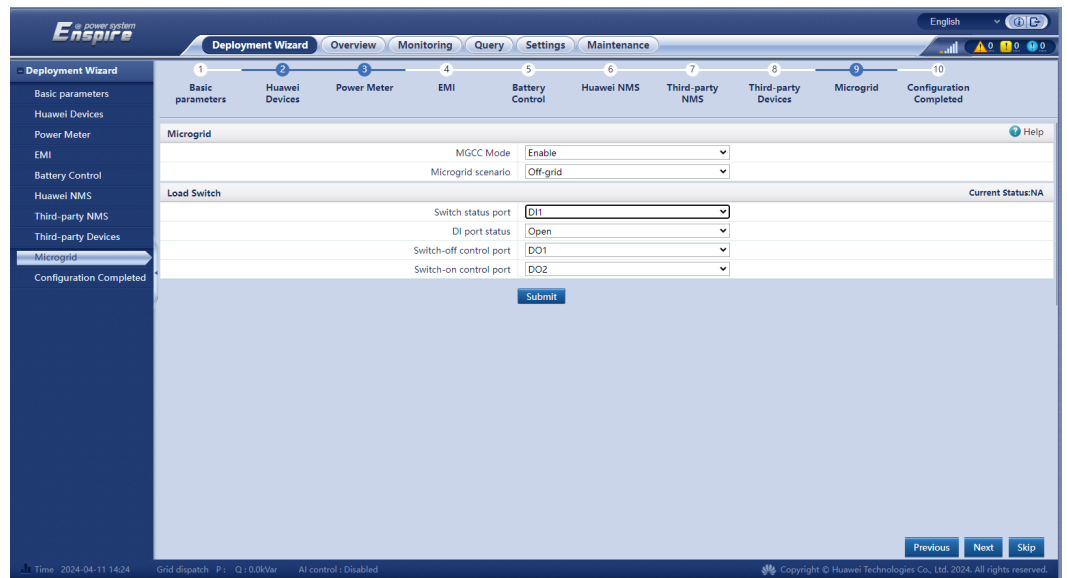 e power system
Enspire
English
Deployment Wizard Overview Monitoring Query Settings Maintenance
0 0 0
Deployment Wizard
Basic parameters
Huawei Devices
Power Meter
EMI
Battery Control
Huawei NMS
Third-party NMS
Third-party Devices
Microgrid
Configuration Completed
1 2 3 4 5 6 7 8 9 10
Basic parameters
Huawei Devices
Power Meter
EMI
Battery Control
Huawei NMS
Third-party NMS
Third-party Devices
Microgrid
Configuration Completed
Microgrid ? Help
MGCC Mode Enable
Microgrid scenario Off-grid
Load Switch Current Status:NA
Switch status port DI1
DI port status Open
Switch-off control port DO1
Switch-on control port DO2
Submit
Previous Next Skip
Time 2024-04-11 14:24 Grid dispatch P : Q : 0.0kVar AI control : Disabled Copyright © Huawei Technologies Co., Ltd. 2024. All rights reserved.